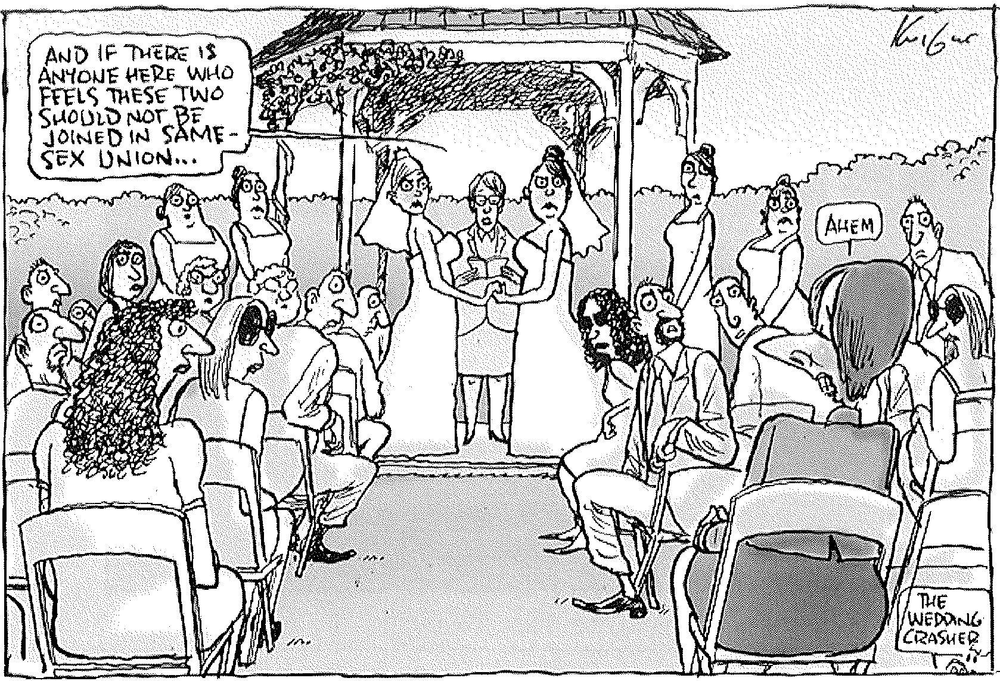 AND IF THERE IS
ANYONE HERE WHO
FEELS THESE TWO
SHOULD NOT BE
JOINED IN SAME-
SEX UNION...
AHEM
THE
WEDDING
CRASHER